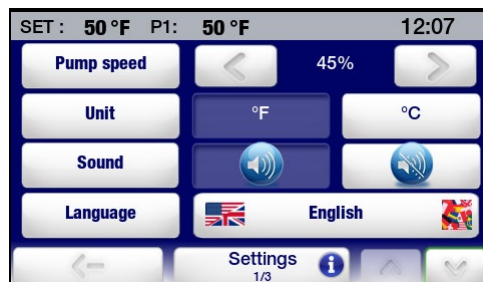 SET : 50 °F P1: 50 °F 12:07
Pump speed 45%
Unit °F °C
Sound
Language English
Settings
1/3